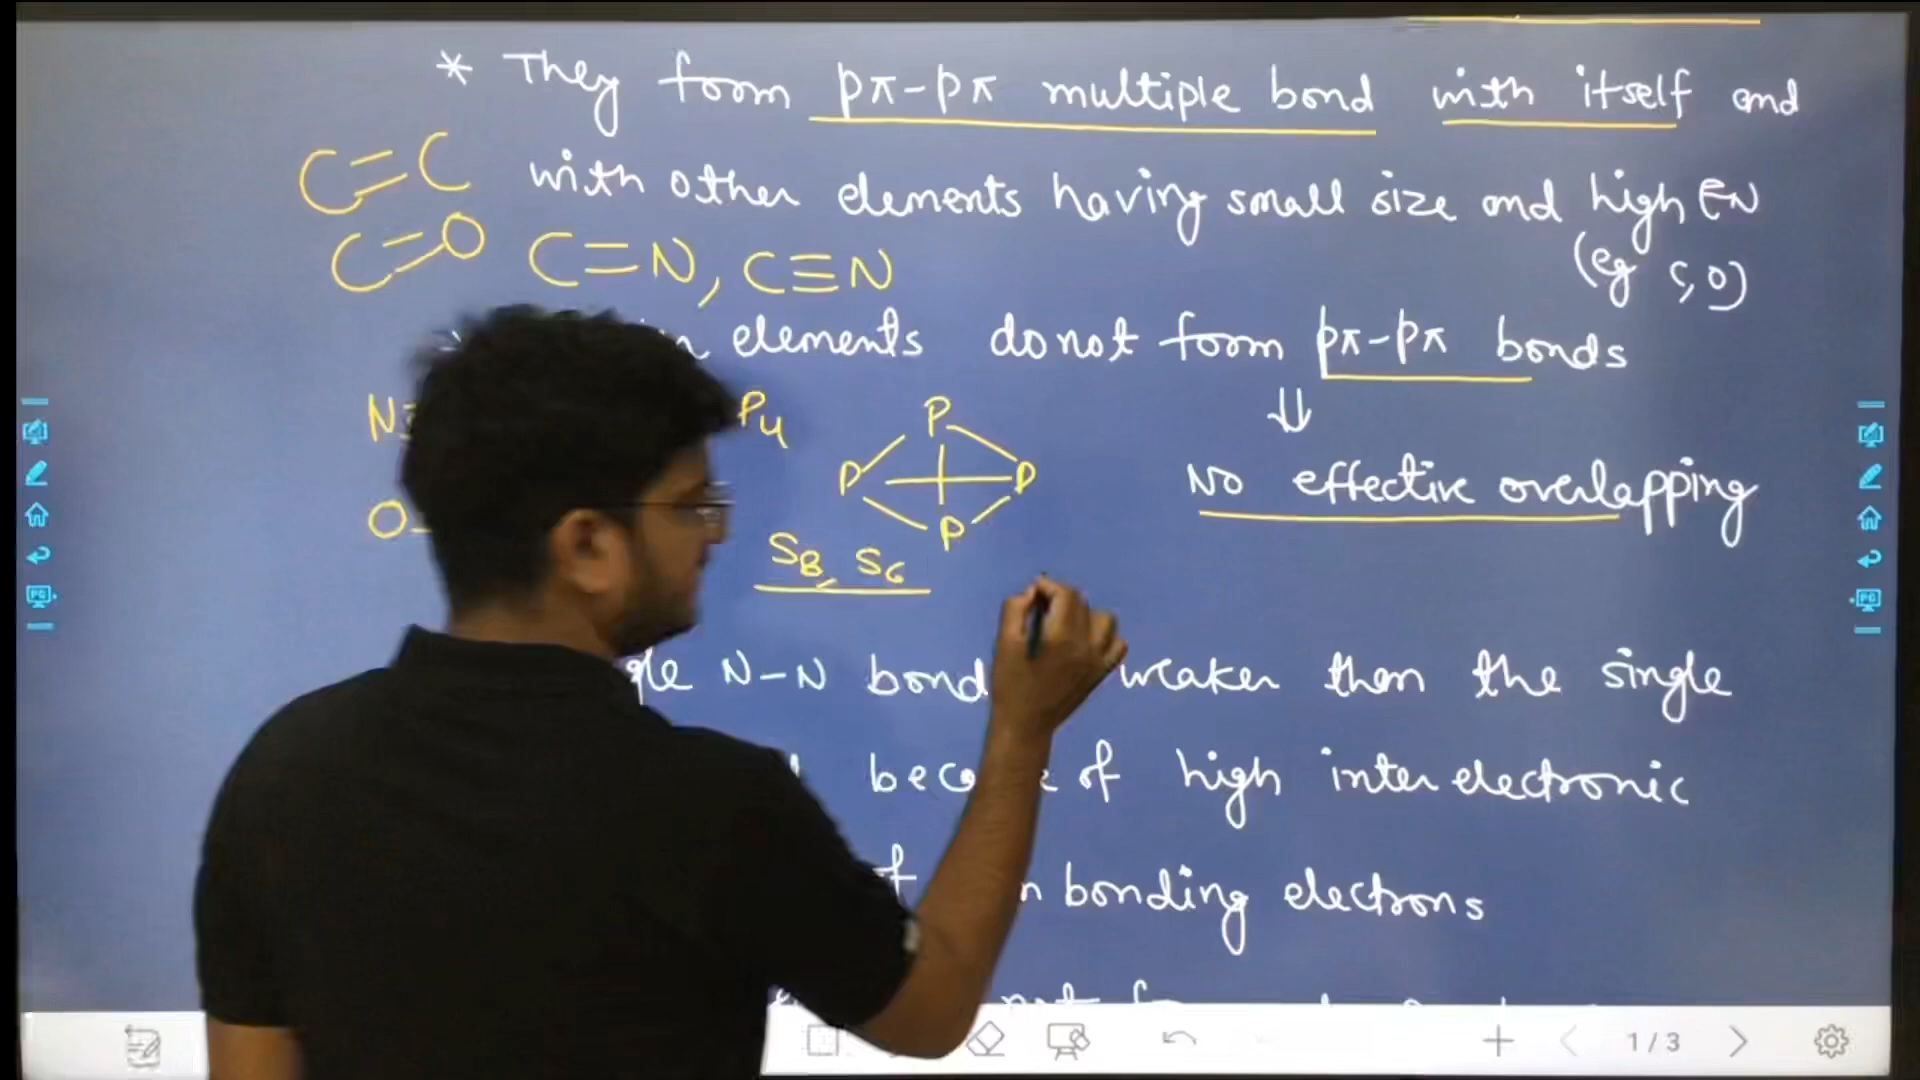 * They form pπ-pπ multiple bond with itself and
C=C with other elements having small size and high EN
C=O C=N, C≡N (eg C, O)
elements do not form pπ-pπ bonds
⇓
N P4 P
P P No effective overlapping
O P
S8, S6
N-N bond weaker than the single
of high inter electronic
bonding electrons
1/3